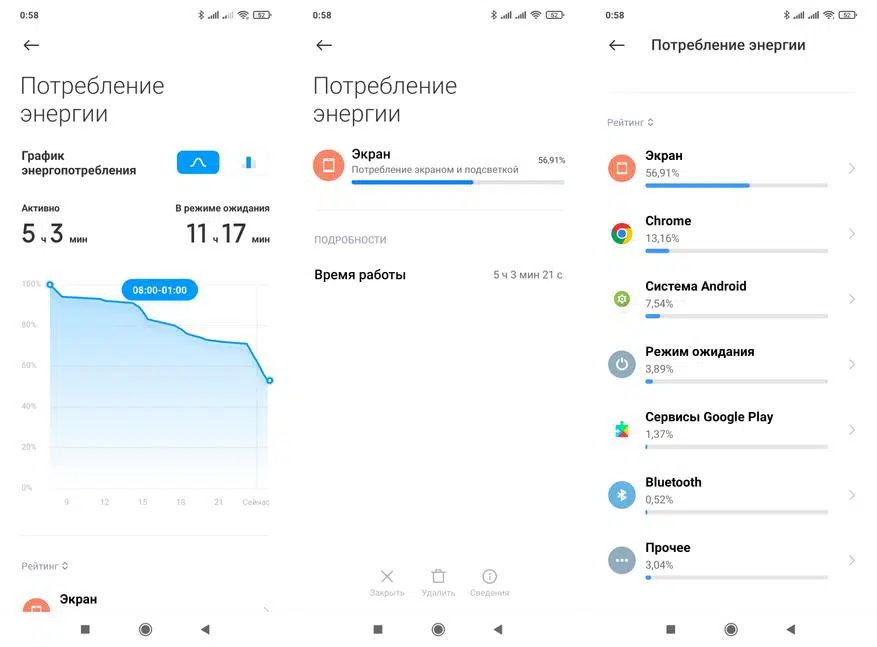 0:58
52
Потребление
энергии
График
энергопотребления
Активно
В режиме ожидания
5 ч 3 мин
11 ч 17 мин
08:00-01:00
100%
80%
60%
40%
20%
0%
9 12 15 18 21 Сейчас
Рейтинг
Экран
0:58
52
Потребление
энергии
Экран
Потребление экраном и подсветкой
56,91%
ПОДРОБНОСТИ
Время работы 5 ч 3 мин 21 с
Закрыть Удалить Сведения
0:58
52
Потребление энергии
Рейтинг
Экран
56,91%
Chrome
13,16%
Система Android
7,54%
Режим ожидания
3,89%
Сервисы Google Play
1,37%
Bluetooth
0,52%
Прочее
3,04%